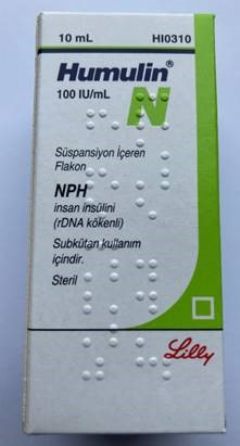 10 mL HI0310
Humulin®
100 IU/mL N
Süspansiyon İçeren
Flakon
NPH
insan insülini
(rDNA kökenli)
Subkütan kullanım
içindir.
Steril
Lilly